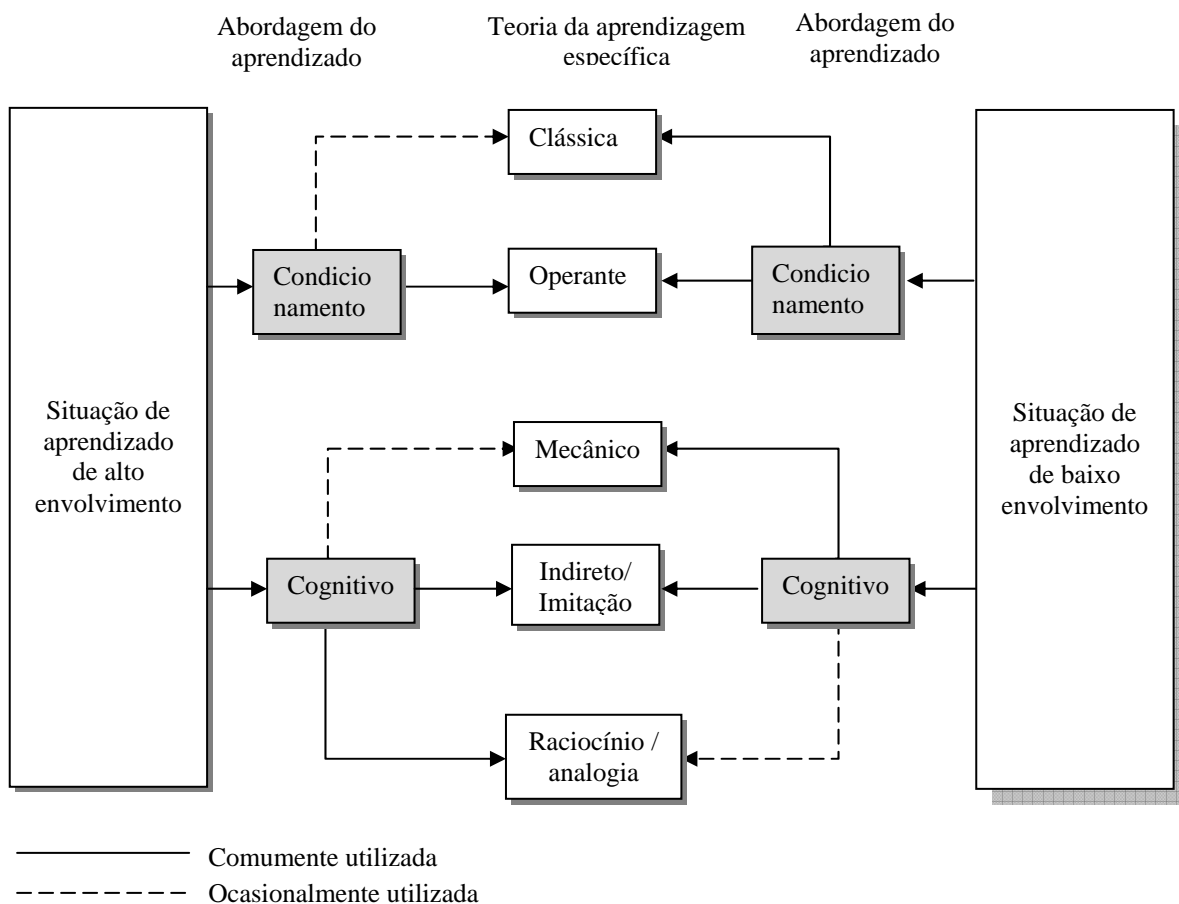 Abordagem do
aprendizado
Teoria da aprendizagem
específica
Abordagem do
aprendizado
Clássica
Condicio
namento
Operante
Condicio
namento
Situação de
aprendizado
de alto
envolvimento
Mecânico
Situação de
aprendizado
de baixo
envolvimento
Cognitivo
Indireto/
Imitação
Cognitivo
Raciocínio /
analogia
Comumente utilizada
Ocasionalmente utilizada